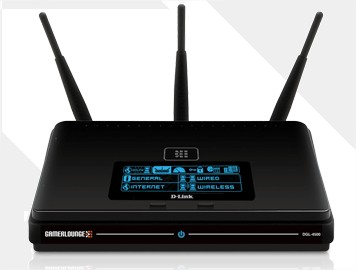 GENERAL WIRED
INTERNET WIRELESS
D-Link
GAMERLOUNGE DGL-4500